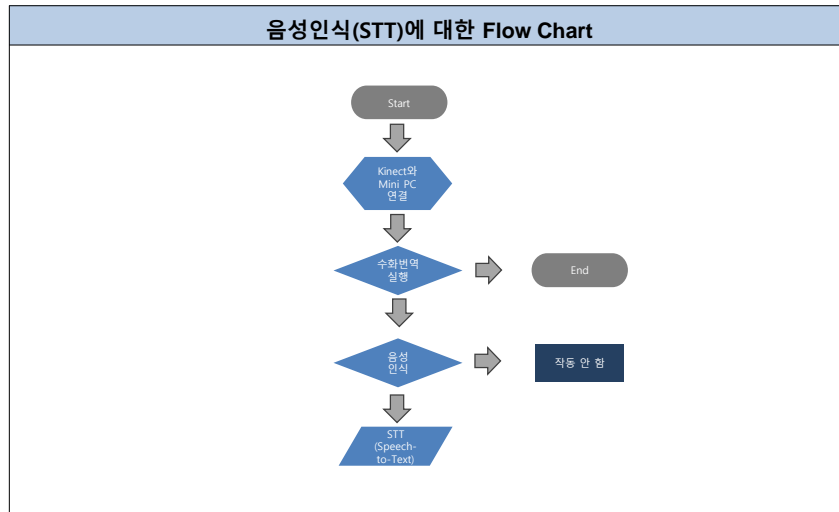 음성인식(STT)에 대한 Flow Chart
Start
Kinect와
Mini PC
연결
수화번역
실행
End
음성
인식
작동 안 함
STT
(Speech-
to-Text)